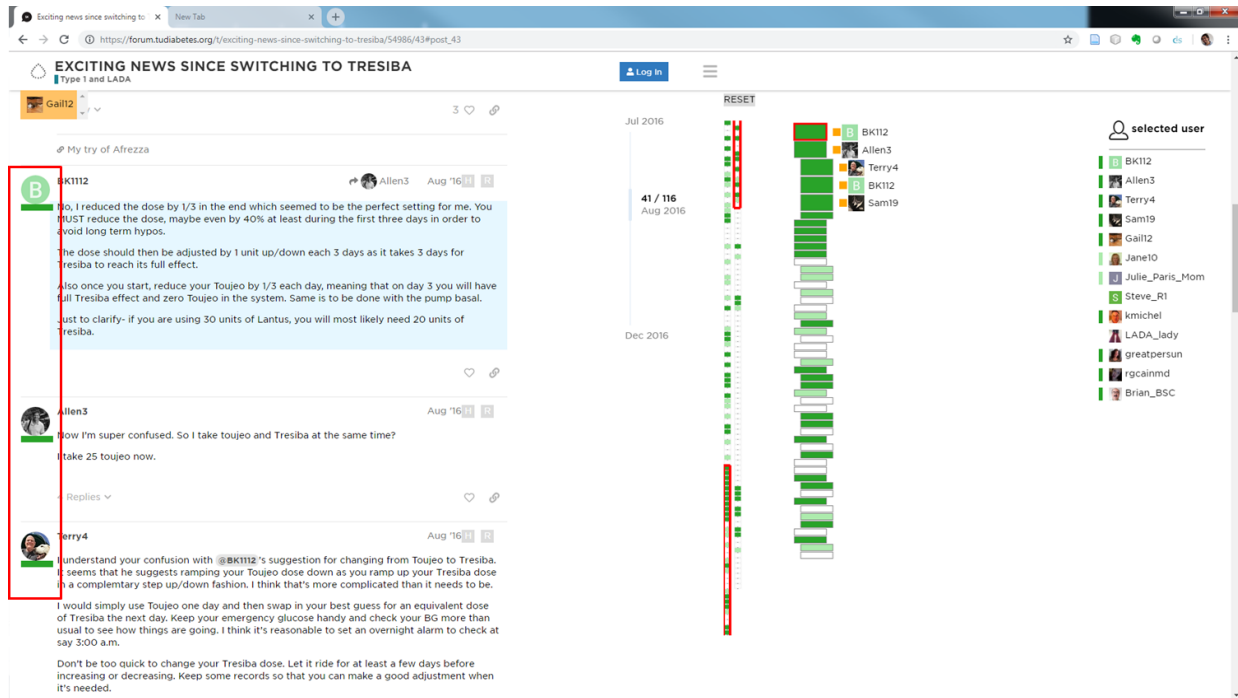 Exciting news since switching to
New Tab
https://forum.tudiabetes.org/t/exciting-news-since-switching-to-tresiba/54986/43#post_43
EXCITING NEWS SINCE SWITCHING TO TRESIBA
Type 1 and LADA
Log In
Gail12
3
My try of Afrezza
B
BK1112
Allen3 Aug '16 H R
No, I reduced the dose by 1/3 in the end which seemed to be the perfect setting for me. You
MUST reduce the dose, maybe even by 40% at least during the first three days in order to
avoid long term hypos.
The dose should then be adjusted by 1 unit up/down each 3 days as it takes 3 days for
Tresiba to reach its full effect.
Also once you start, reduce your Toujeo by 1/3 each day, meaning that on day 3 you will have
full Tresiba effect and zero Toujeo in the system. Same is to be done with the pump basal.
Just to clarify- if you are using 30 units of Lantus, you will most likely need 20 units of
Tresiba.
Allen3
Aug '16 H R
Now I'm super confused. So I take toujeo and Tresiba at the same time?
I take 25 toujeo now.
Replies
Terry4
Aug '16 H R
I understand your confusion with @BK1112 's suggestion for changing from Toujeo to Tresiba.
It seems that he suggests ramping your Toujeo dose down as you ramp up your Tresiba dose
in a complemtary step up/down fashion. I think that's more complicated than it needs to be.
I would simply use Toujeo one day and then swap in your best guess for an equivalent dose
of Tresiba the next day. Keep your emergency glucose handy and check your BG more than
usual to see how things are going. I think it's reasonable to set an overnight alarm to check at
say 3:00 a.m.
Don't be too quick to change your Tresiba dose. Let it ride for at least a few days before
increasing or decreasing. Keep some records so that you can make a good adjustment when
it's needed.
Jul 2016
41 / 116
Aug 2016
Dec 2016
RESET
B BK112
Allen3
Terry4
B BK112
Sam19
selected user
B BK112
Allen3
Terry4
Sam19
Gail12
Jane10
J Julie_Paris_Mom
S Steve_R1
kmichel
LADA_lady
greatpersun
rgcainmd
Brian_BSC